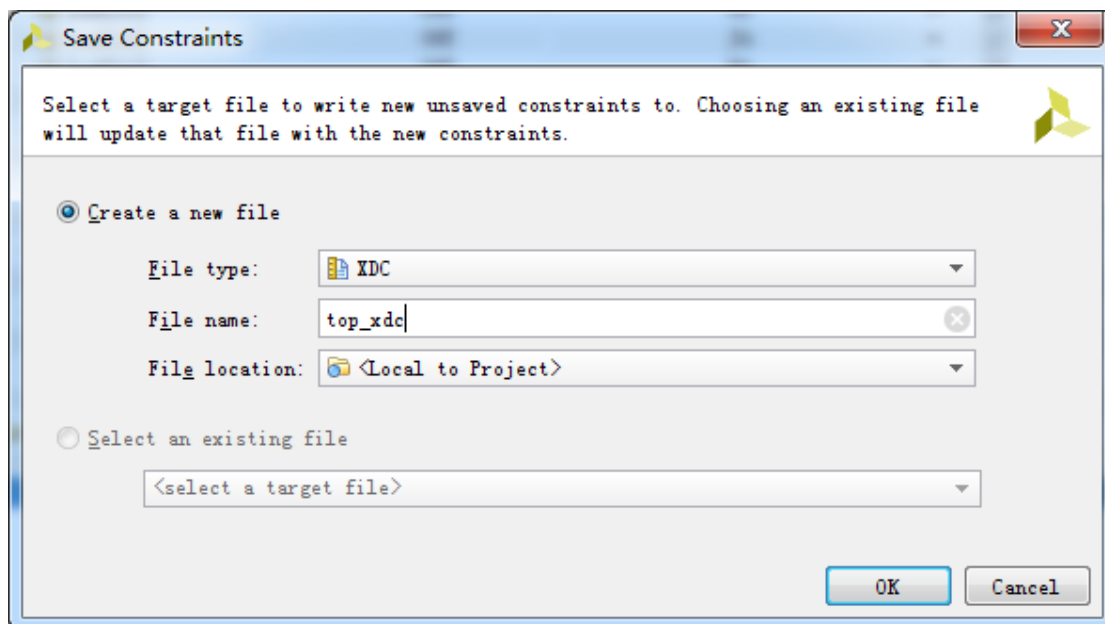 Save Constraints
Select a target file to write new unsaved constraints to. Choosing an existing file
will update that file with the new constraints.
Create a new file
File type: XDC
File name: top_xdc
File location: <Local to Project>
Select an existing file
<select a target file>
OK Cancel